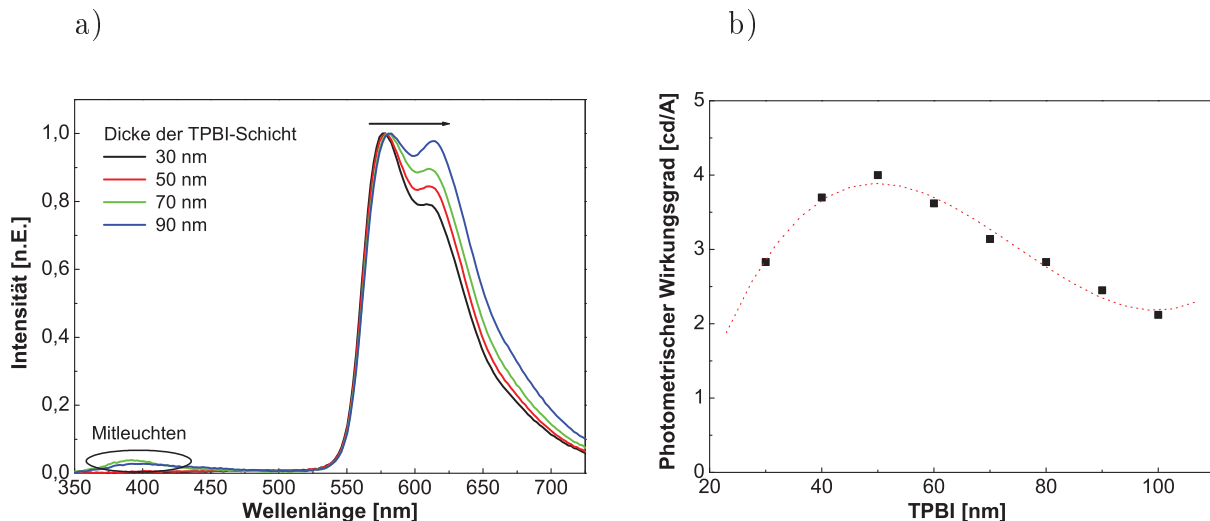 a)
Dicke der TPBI-Schicht
30 nm
50 nm
70 nm
90 nm
Mitleuchten
Intensität [n.E.]
1,0
0,8
0,6
0,4
0,2
0,0
350 400 450 500 550 600 650 700
Wellenlänge [nm]
b)
Photometrischer Wirkungsgrad [cd/A]
5
4
3
2
1
0
20 40 60 80 100
TPBI [nm]